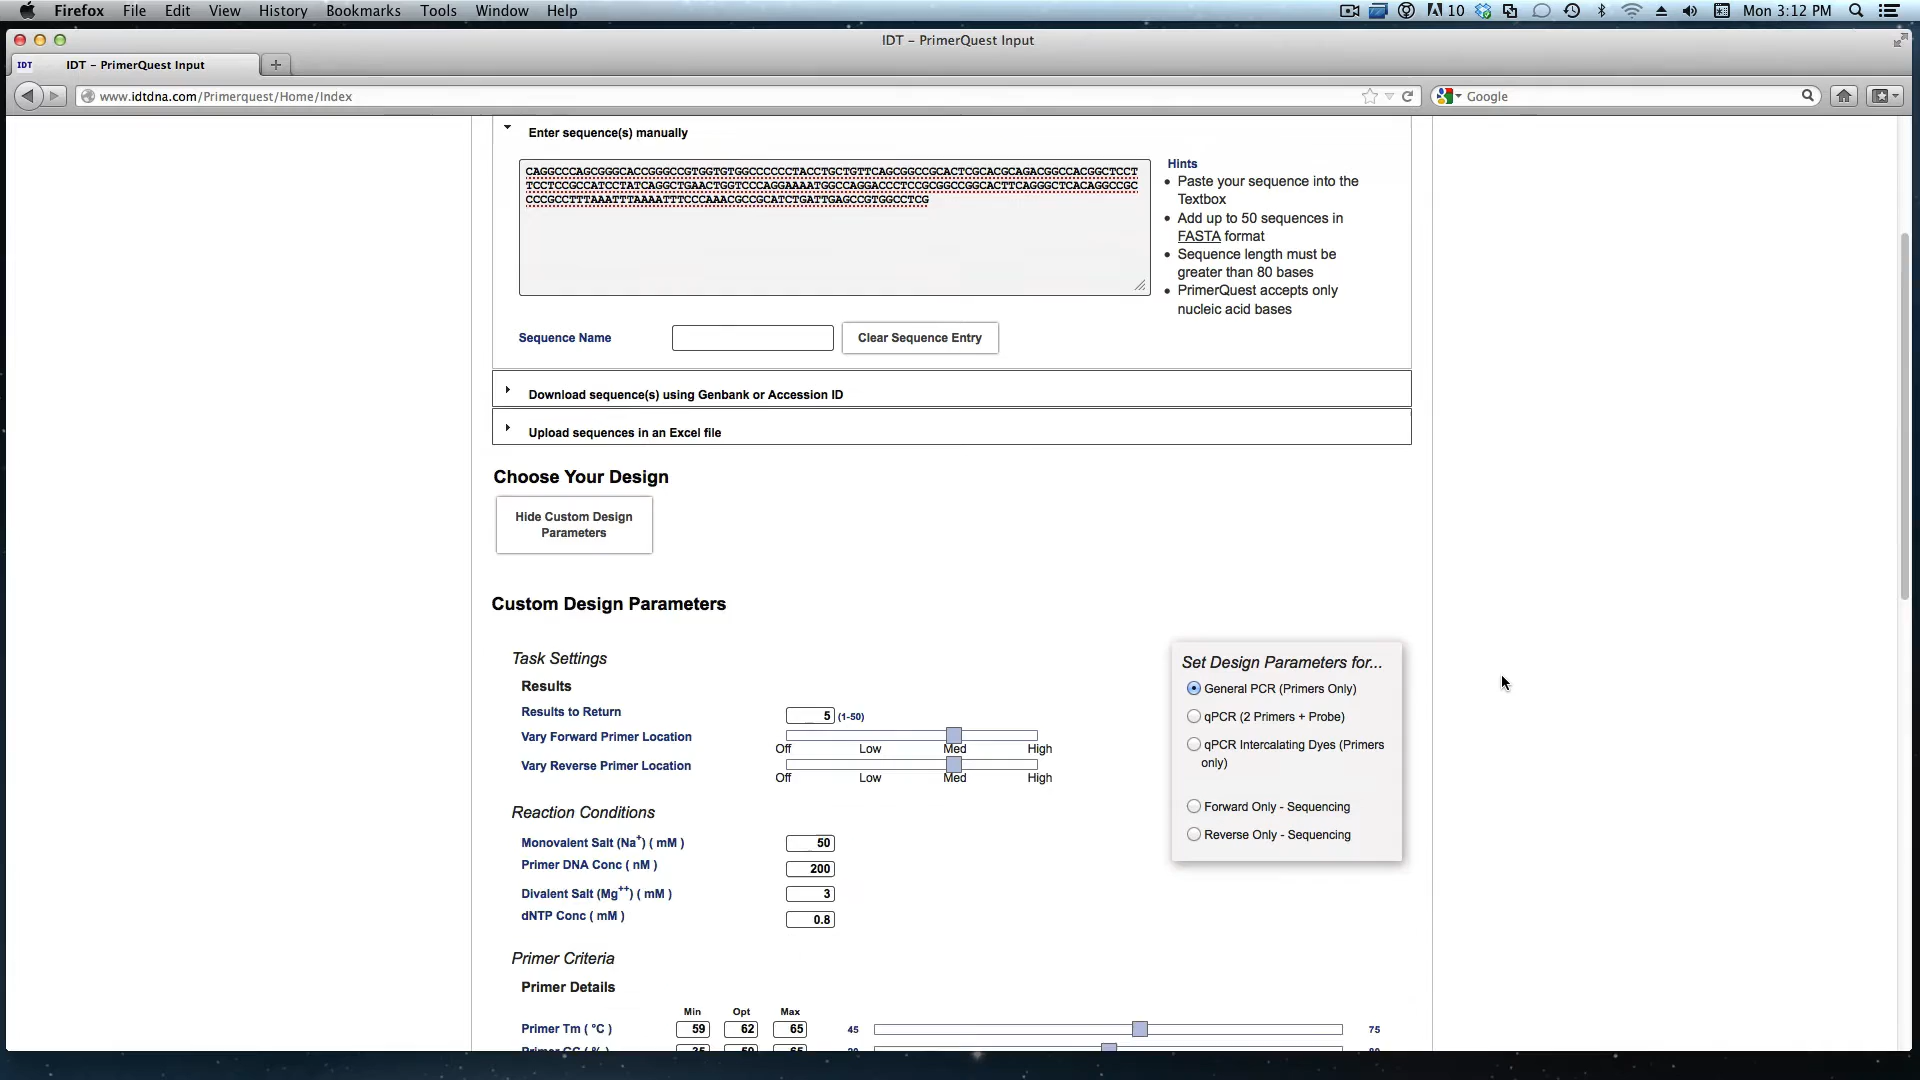 Firefox File Edit View History Bookmarks Tools Window Help 10 Mon 3:12 PM
IDT – PrimerQuest Input
IDT IDT – PrimerQuest Input
www.idtdna.com/Primerquest/Home/Index Google
Enter sequence(s) manually
CAGGCCCAGCGGGCACCGGGCCGTGGTGTGGCCCCCCCTACCTGCTGTTCAGCGGCCGCACTCGCACGCAGACGGCCACGGCTCCT
TCCTCCGCCATCCTATCAGGCTGAACTGGTCCCAGGAAAATGGCCAGGACCCTCCGCGGCCGGCACTTCAGGGCTCACAGGCCGC
CCCGCCTTTAAATTTAAAATTTCCCAAACGCCGCATCTGATTGAGCCGTGGCCTCG
Hints
Paste your sequence into the
Textbox
Add up to 50 sequences in
FASTA format
Sequence length must be
greater than 80 bases
PrimerQuest accepts only
nucleic acid bases
Sequence Name Clear Sequence Entry
Download sequence(s) using Genbank or Accession ID
Upload sequences in an Excel file
Choose Your Design
Hide Custom Design
Parameters
Custom Design Parameters
Task Settings
Results
Results to Return 5 (1-50)
Vary Forward Primer Location
Off Low Med High
Vary Reverse Primer Location
Off Low Med High
Set Design Parameters for...
General PCR (Primers Only)
qPCR (2 Primers + Probe)
qPCR Intercalating Dyes (Primers
only)
Forward Only - Sequencing
Reverse Only - Sequencing
Reaction Conditions
Monovalent Salt (Na+) ( mM ) 50
Primer DNA Conc ( nM ) 200
Divalent Salt (Mg++) ( mM ) 3
dNTP Conc ( mM ) 0.8
Primer Criteria
Primer Details
Min Opt Max
Primer Tm ( °C ) 59 62 65 45 75